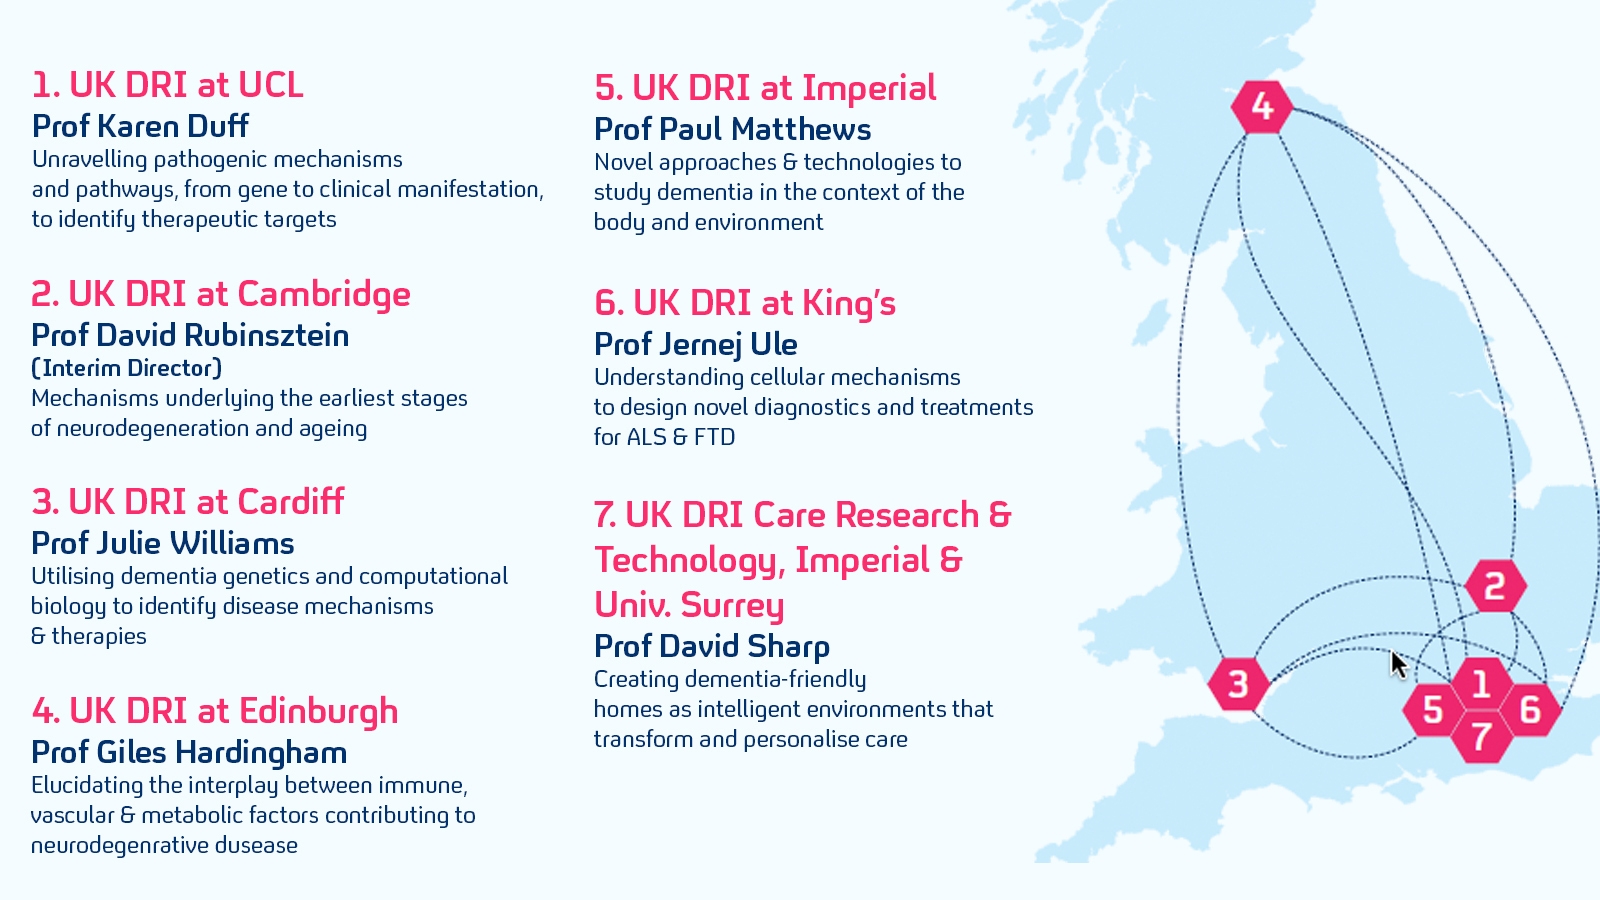 1. UK DRI at UCL
Prof Karen Duff
Unravelling pathogenic mechanisms
and pathways, from gene to clinical manifestation,
to identify therapeutic targets
2. UK DRI at Cambridge
Prof David Rubinsztein
(Interim Director)
Mechanisms underlying the earliest stages
of neurodegeneration and ageing
3. UK DRI at Cardiff
Prof Julie Williams
Utilising dementia genetics and computational
biology to identify disease mechanisms
& therapies
4. UK DRI at Edinburgh
Prof Giles Hardingham
Elucidating the interplay between immune,
vascular & metabolic factors contributing to
neurodegenrative dusease
5. UK DRI at Imperial
Prof Paul Matthews
Novel approaches & technologies to
study dementia in the context of the
body and environment
6. UK DRI at King's
Prof Jernej Ule
Understanding cellular mechanisms
to design novel diagnostics and treatments
for ALS & FTD
7. UK DRI Care Research &
Technology, Imperial &
Univ. Surrey
Prof David Sharp
Creating dementia-friendly
homes as intelligent environments that
transform and personalise care
4
2
3
1
5
6
7